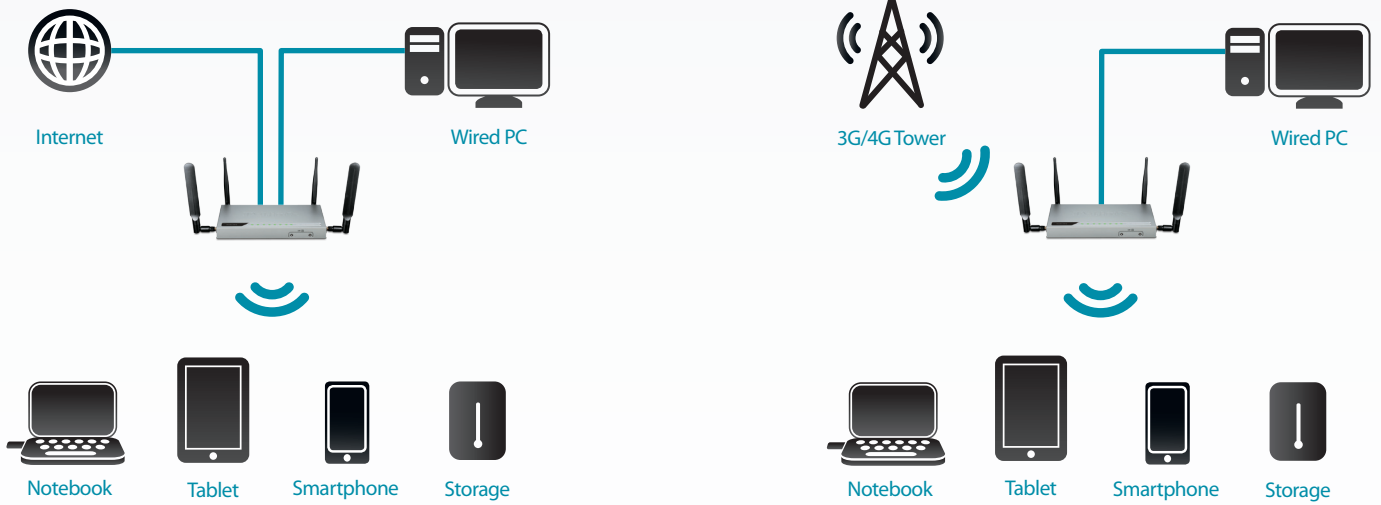 Internet
Wired PC
Notebook
Tablet
Smartphone
Storage
3G/4G Tower
Wired PC
Notebook
Tablet
Smartphone
Storage